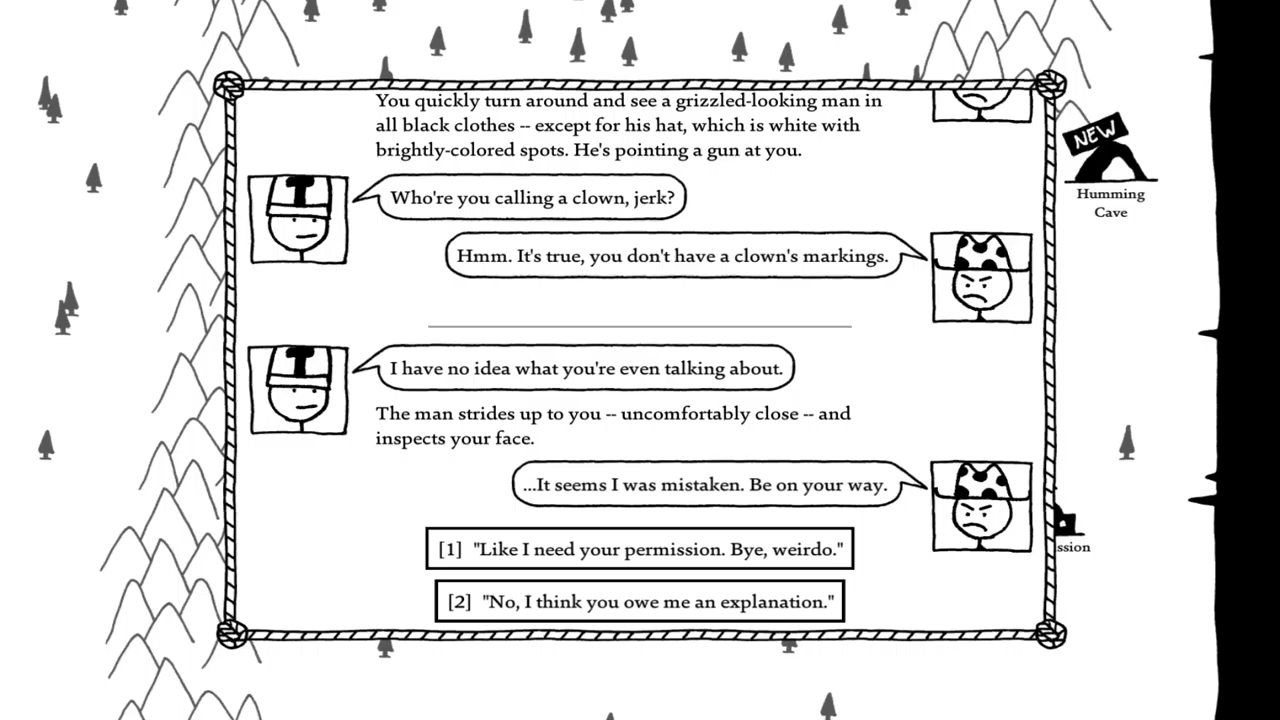 You quickly turn around and see a grizzled-looking man in
all black clothes -- except for his hat, which is white with
brightly-colored spots. He's pointing a gun at you.
NEW
Humming
Cave
Who're you calling a clown, jerk?
Hmm. It's true, you don't have a clown's markings.
I have no idea what you're even talking about.
The man strides up to you -- uncomfortably close -- and
inspects your face.
...It seems I was mistaken. Be on your way.
[1] "Like I need your permission. Bye, weirdo."
ssion
[2] "No, I think you owe me an explanation."